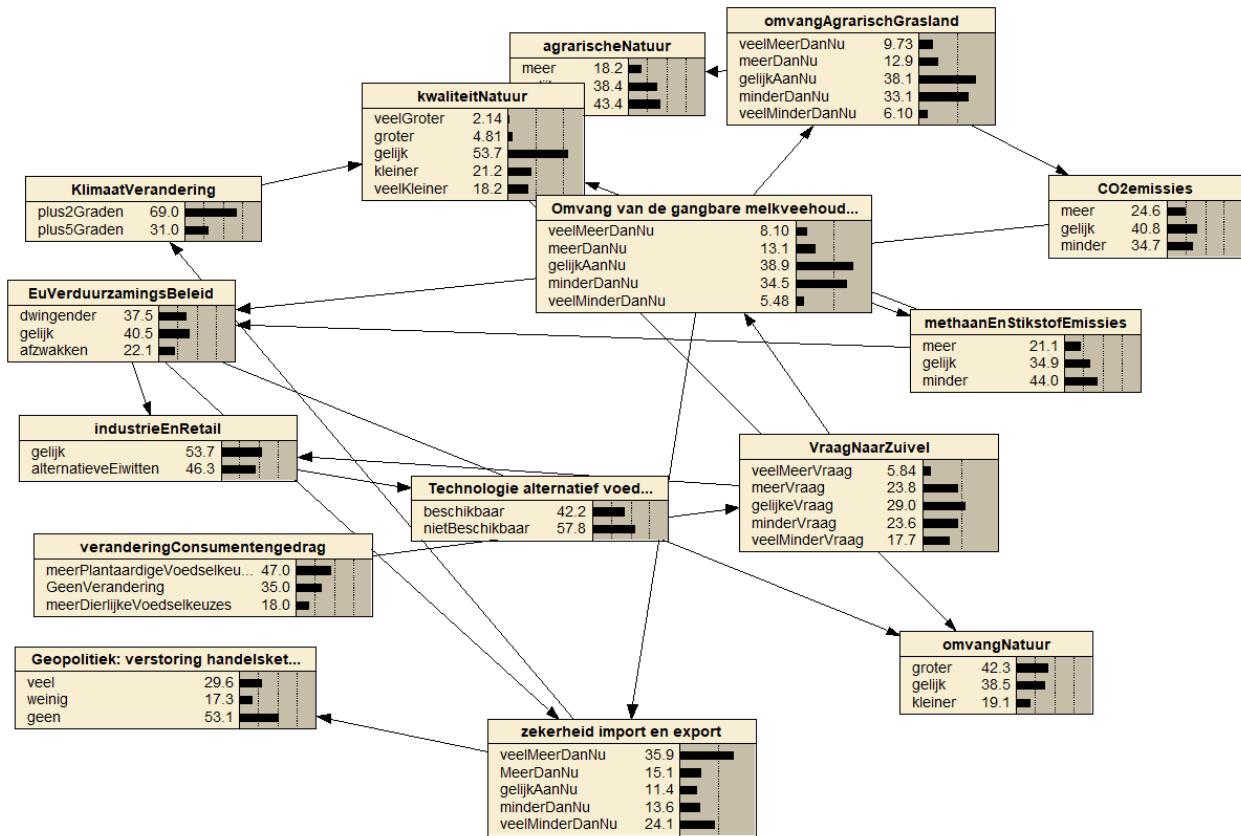 omvangAgrarischGrasland
veelMeerDanNu 9.73
meerDanNu 12.9
gelijkAanNu 38.1
minderDanNu 33.1
veelMinderDanNu 6.10
agrarischeNatuur
meer 18.2
38.4
43.4
kwaliteitNatuur
veelGroter 2.14
groter 4.81
gelijk 53.7
kleiner 21.2
veelKleiner 18.2
KlimaatVerandering
plus2Graden 69.0
plus5Graden 31.0
CO2emissies
meer 24.6
gelijk 40.8
minder 34.7
Omvang van de gangbare melkveehoud...
veelMeerDanNu 8.10
meerDanNu 13.1
gelijkAanNu 38.9
minderDanNu 34.5
veelMinderDanNu 5.48
EuVerduurzamingsBeleid
dwingender 37.5
gelijk 40.5
afzwakken 22.1
methaanEnStikstofEmissies
meer 21.1
gelijk 34.9
minder 44.0
industrieEnRetail
gelijk 53.7
alternatieveEiwitten 46.3
VraagNaarZuivel
veelMeerVraag 5.84
meerVraag 23.8
gelijkeVraag 29.0
minderVraag 23.6
veelMinderVraag 17.7
Technologie alternatief voed...
beschikbaar 42.2
nietBeschikbaar 57.8
veranderingConsumentengedrag
meerPlantaardigeVoedselkeu... 47.0
GeenVerandering 35.0
meerDierlijkeVoedselkeuzes 18.0
omvangNatuur
groter 42.3
gelijk 38.5
kleiner 19.1
Geopolitiek: verstoring handelsket...
veel 29.6
weinig 17.3
geen 53.1
zekerheid import en export
veelMeerDanNu 35.9
MeerDanNu 15.1
gelijkAanNu 11.4
minderDanNu 13.6
veelMinderDanNu 24.1